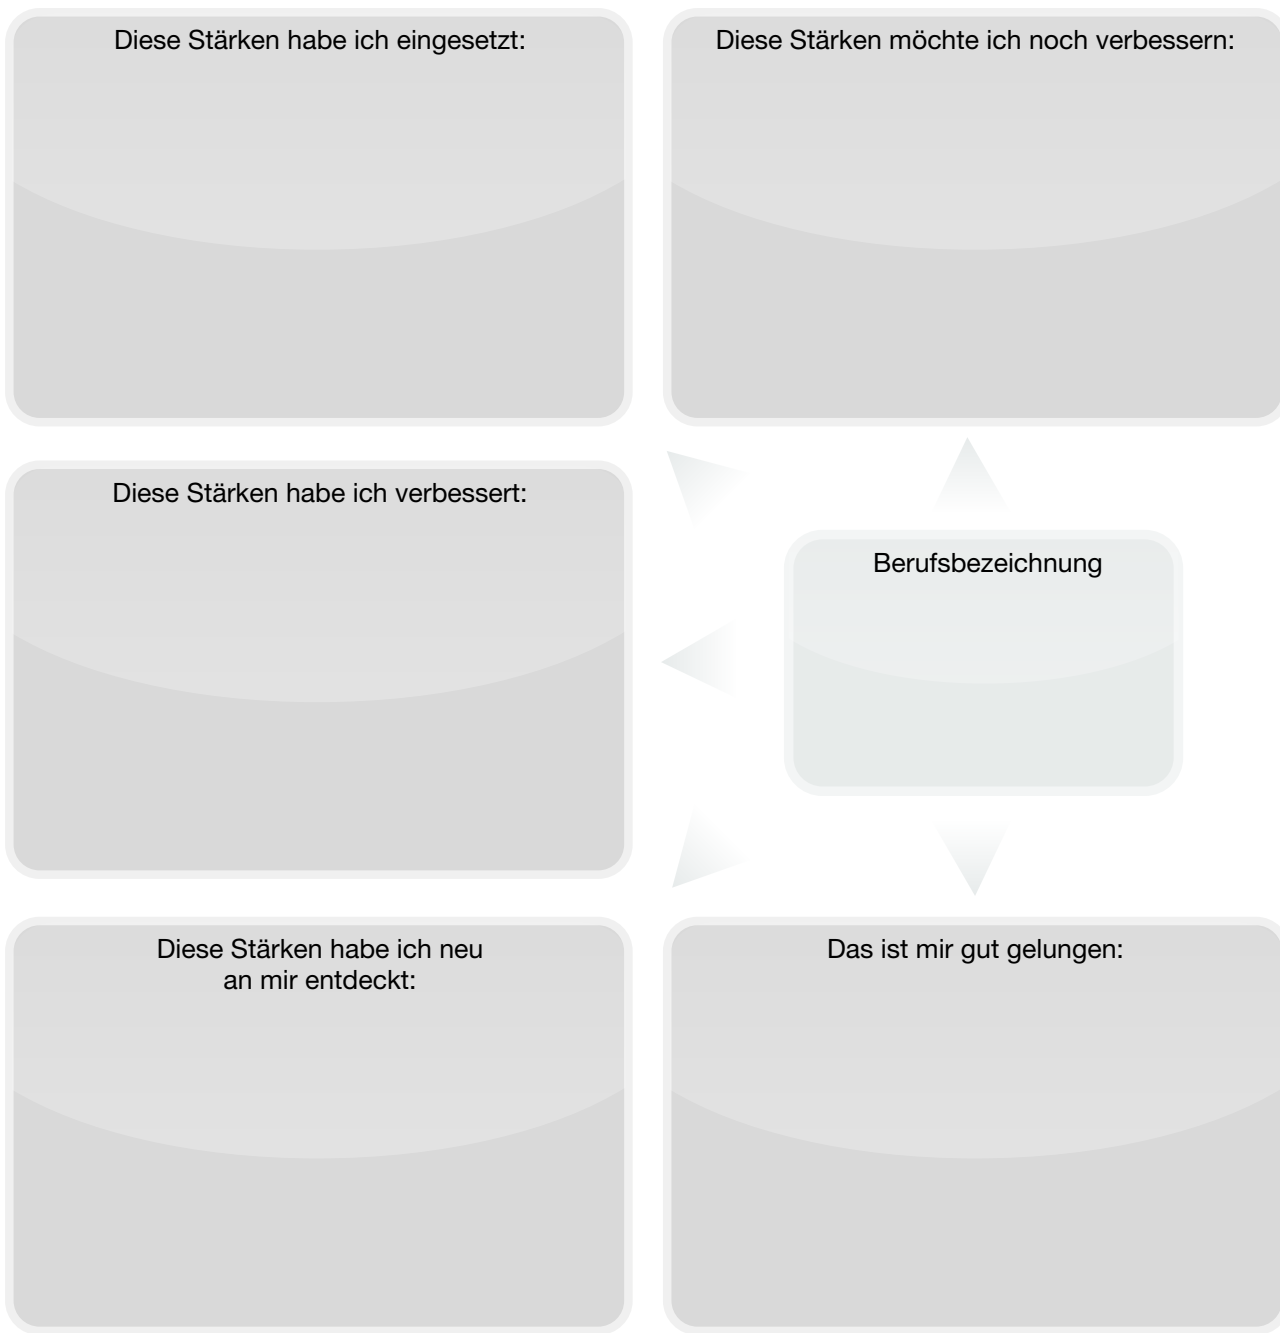 Diese Stärken habe ich eingesetzt:
Diese Stärken möchte ich noch verbessern:
Diese Stärken habe ich verbessert:
Berufsbezeichnung
Diese Stärken habe ich neu
an mir entdeckt:
Das ist mir gut gelungen: